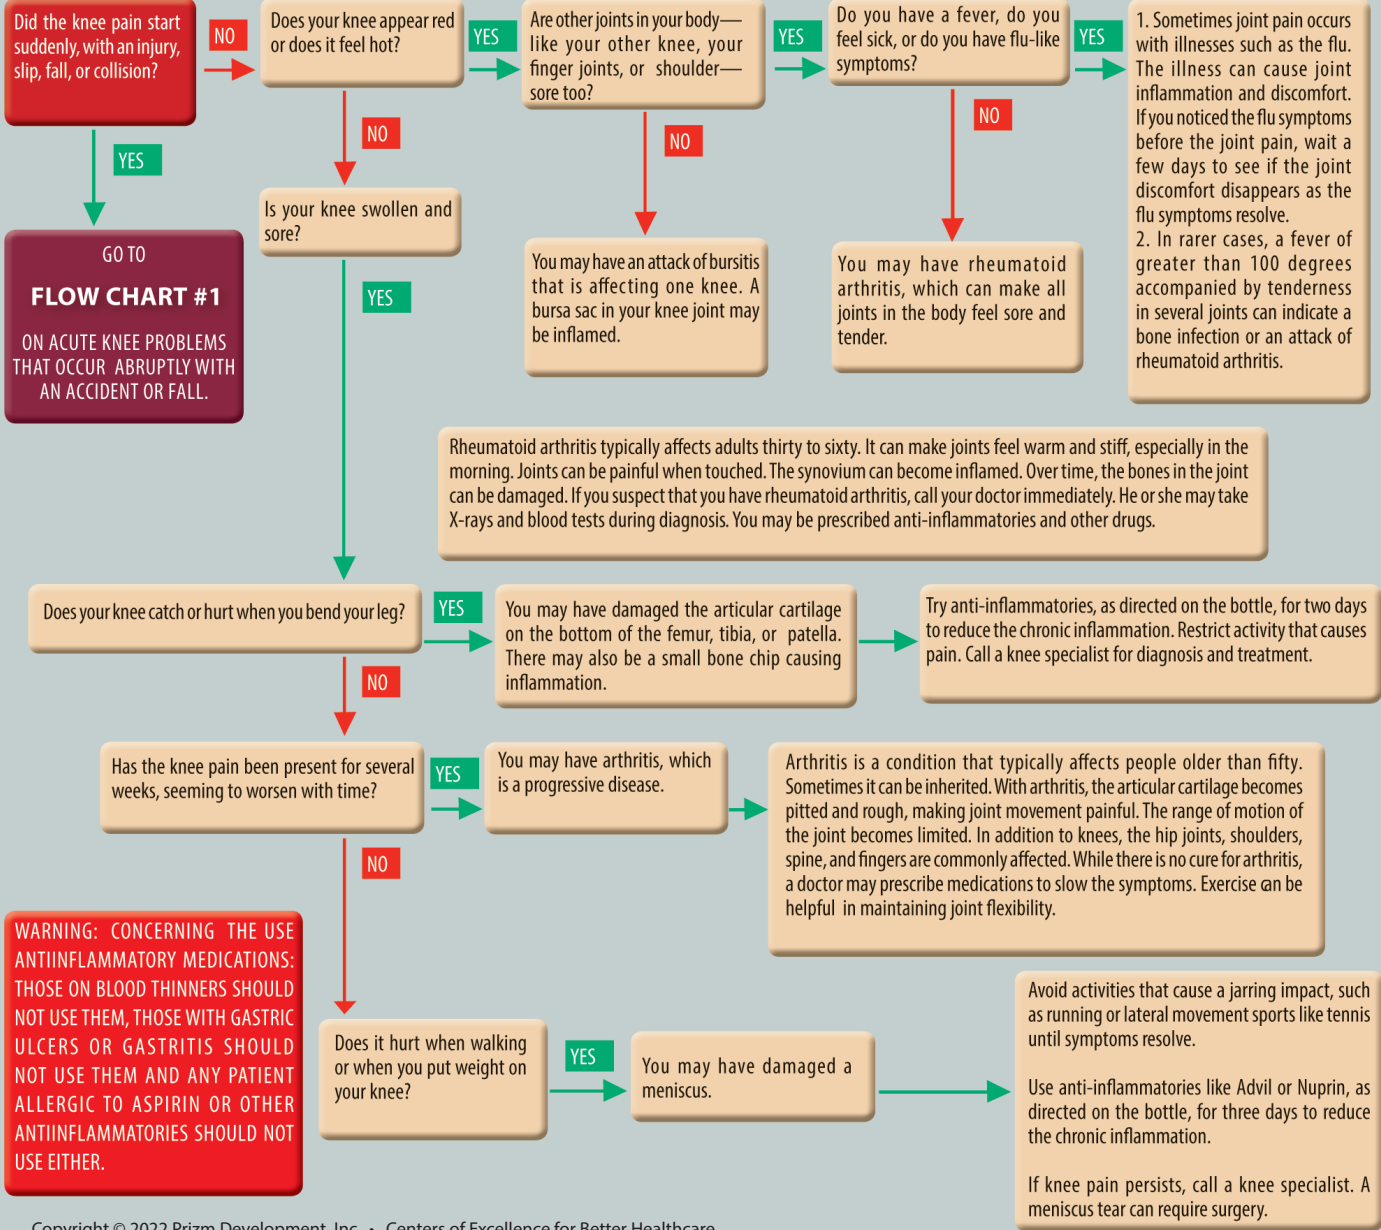 Did the knee pain start
suddenly, with an injury,
slip, fall, or collision?
NO
Does your knee appear red
or does it feel hot?
YES
Are other joints in your body—
like your other knee, your
finger joints, or shoulder—
sore too?
YES
Do you have a fever, do you
feel sick, or do you have flu-like
symptoms?
YES
1. Sometimes joint pain occurs
with illnesses such as the flu.
The illness can cause joint
inflammation and discomfort.
If you noticed the flu symptoms
before the joint pain, wait a
few days to see if the joint
discomfort disappears as the
flu symptoms resolve.
2. In rarer cases, a fever of
greater than 100 degrees
accompanied by tenderness
in several joints can indicate a
bone infection or an attack of
rheumatoid arthritis.
YES
NO
NO
NO
GO TO
FLOW CHART #1
ON ACUTE KNEE PROBLEMS
THAT OCCUR ABRUPTLY WITH
AN ACCIDENT OR FALL.
Is your knee swollen and
sore?
YES
You may have an attack of bursitis
that is affecting one knee. A
bursa sac in your knee joint may
be inflamed.
You may have rheumatoid
arthritis, which can make all
joints in the body feel sore and
tender.
Rheumatoid arthritis typically affects adults thirty to sixty. It can make joints feel warm and stiff, especially in the
morning. Joints can be painful when touched. The synovium can become inflamed. Over time, the bones in the joint
can be damaged. If you suspect that you have rheumatoid arthritis, call your doctor immediately. He or she may take
X-rays and blood tests during diagnosis. You may be prescribed anti-inflammatories and other drugs.
Does your knee catch or hurt when you bend your leg?
YES
You may have damaged the articular cartilage
on the bottom of the femur, tibia, or patella.
There may also be a small bone chip causing
inflammation.
Try anti-inflammatories, as directed on the bottle, for two days
to reduce the chronic inflammation. Restrict activity that causes
pain. Call a knee specialist for diagnosis and treatment.
NO
Has the knee pain been present for several
weeks, seeming to worsen with time?
YES
You may have arthritis, which
is a progressive disease.
Arthritis is a condition that typically affects people older than fifty.
Sometimes it can be inherited. With arthritis, the articular cartilage becomes
pitted and rough, making joint movement painful. The range of motion of
the joint becomes limited. In addition to knees, the hip joints, shoulders,
spine, and fingers are commonly affected. While there is no cure for arthritis,
a doctor may prescribe medications to slow the symptoms. Exercise can be
helpful in maintaining joint flexibility.
NO
WARNING: CONCERNING THE USE
ANTIINFLAMMATORY MEDICATIONS:
THOSE ON BLOOD THINNERS SHOULD
NOT USE THEM, THOSE WITH GASTRIC
ULCERS OR GASTRITIS SHOULD
NOT USE THEM AND ANY PATIENT
ALLERGIC TO ASPIRIN OR OTHER
ANTIINFLAMMATORIES SHOULD NOT
USE EITHER.
Does it hurt when walking
or when you put weight on
your knee?
YES
You may have damaged a
meniscus.
Avoid activities that cause a jarring impact, such
as running or lateral movement sports like tennis
until symptoms resolve.
Use anti-inflammatories like Advil or Nuprin, as
directed on the bottle, for three days to reduce
the chronic inflammation.
If knee pain persists, call a knee specialist. A
meniscus tear can require surgery.
Copyright © 2022 Prizm Development, Inc. • Centers of Excellence for Better Healthcare